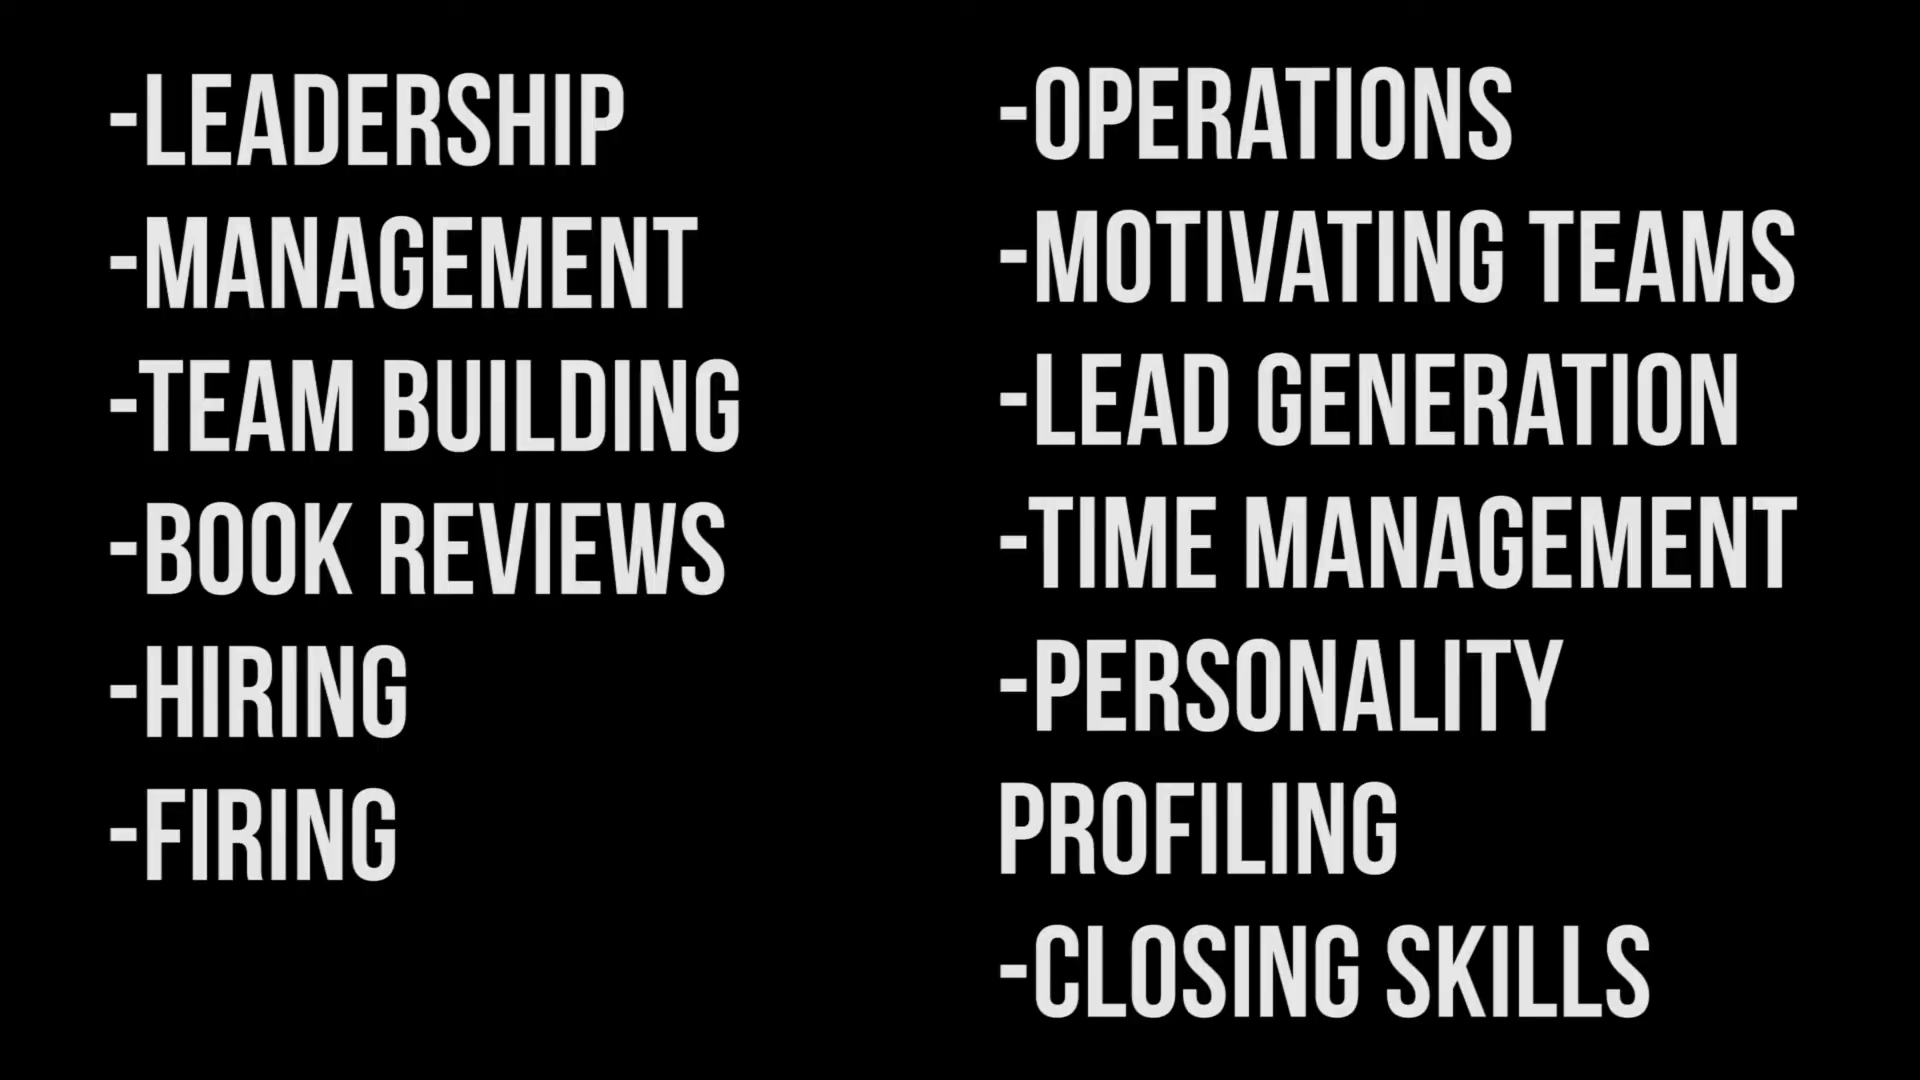 -LEADERSHIP
-MANAGEMENT
-TEAM BUILDING
-BOOK REVIEWS
-HIRING
-FIRING
-OPERATIONS
-MOTIVATING TEAMS
-LEAD GENERATION
-TIME MANAGEMENT
-PERSONALITY
PROFILING
-CLOSING SKILLS